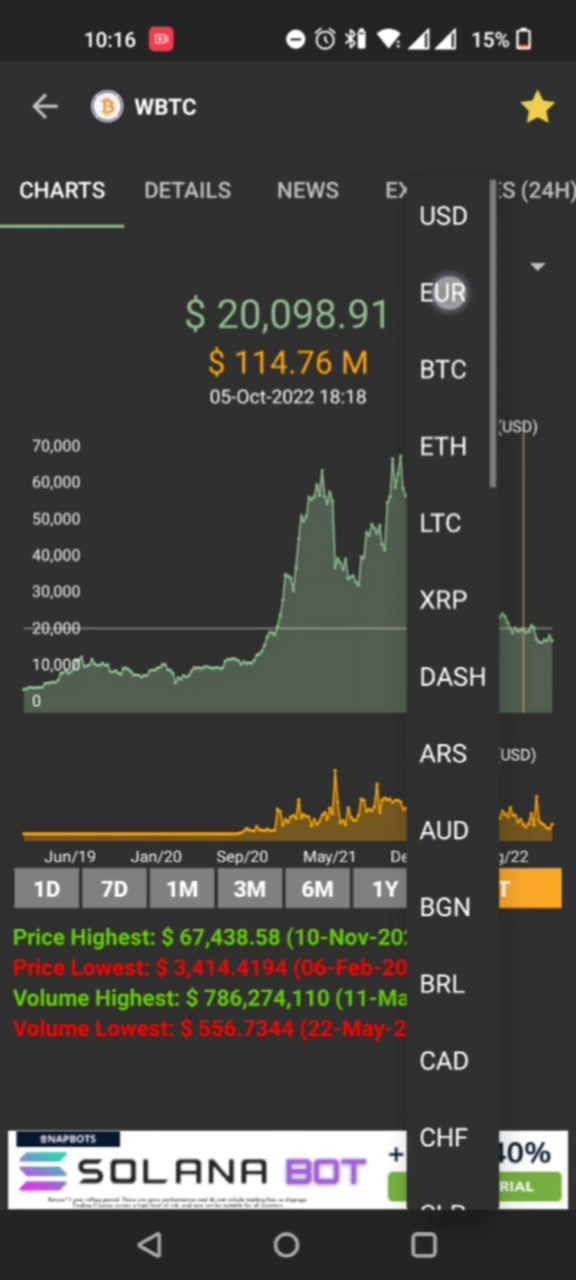 10:16 15%
WBTC
CHARTS DETAILS NEWS EX ES (24H)
USD
EUR
$ 20,098.91
$ 114.76 M
BTC
05-Oct-2022 18:18
(USD)
70,000
ETH
60,000
50,000
LTC
40,000
30,000
XRP
20,000
10,000
DASH
0
ARS
USD)
AUD
Jun/19 Jan/20 Sep/20 May/21 De g/22
1D 7D 1M 3M 6M 1Y T
BGN
Price Highest: $ 67,438.58 (10-Nov-202
Price Lowest: $ 3,414.4194 (06-Feb-20
BRL
Volume Highest: $ 786,274,110 (11-Ma
Volume Lowest: $ 556.7344 (22-May-2
CAD
CHF
NAPBOTS
SOLANA BOT
+ 40%
RIAL